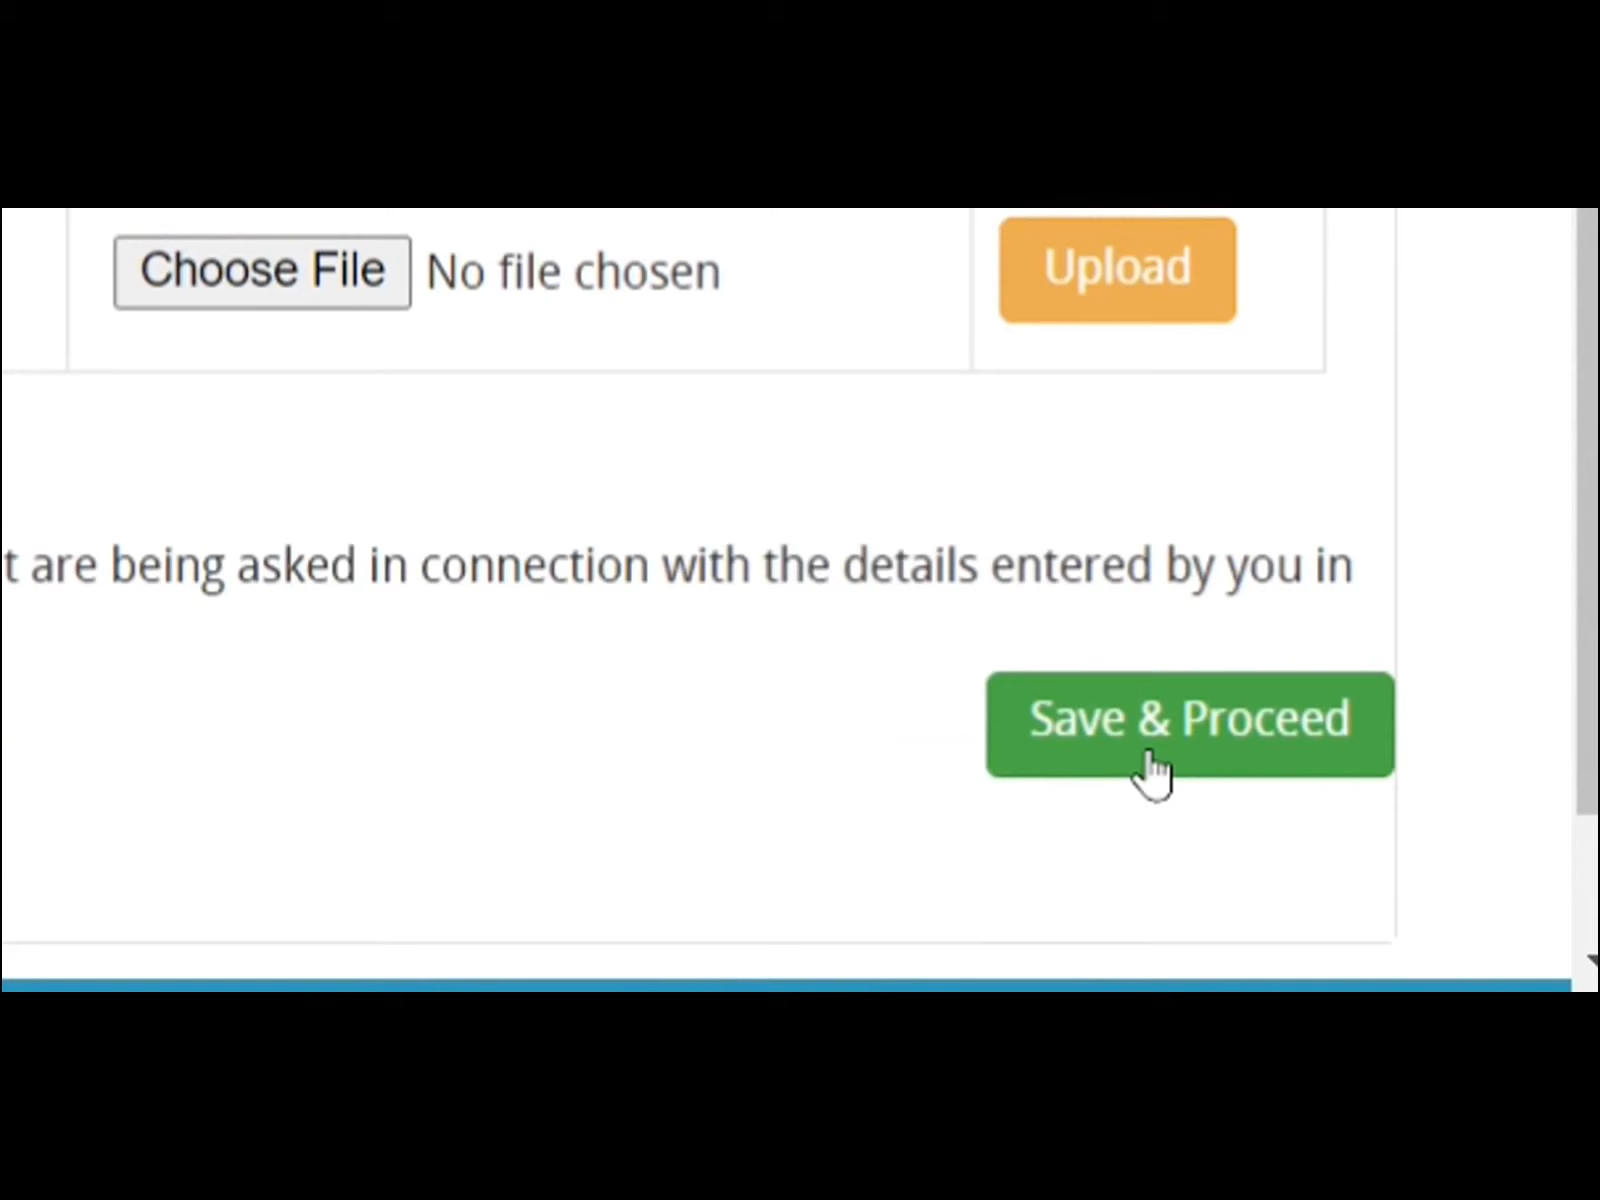 Choose File No file chosen Upload
t are being asked in connection with the details entered by you in
Save & Proceed